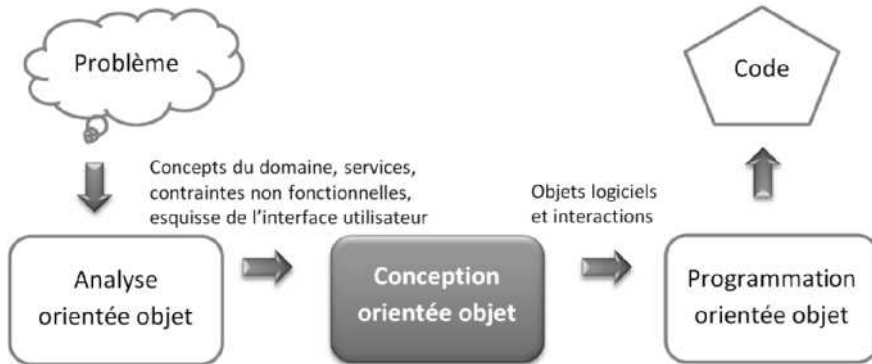 Problème
Code
Concepts du domaine, services,
contraintes non fonctionnelles,
esquisse de l'interface utilisateur
Objets logiciels
et interactions
Analyse
orientée objet
Conception
orientée objet
Programmation
orientée objet